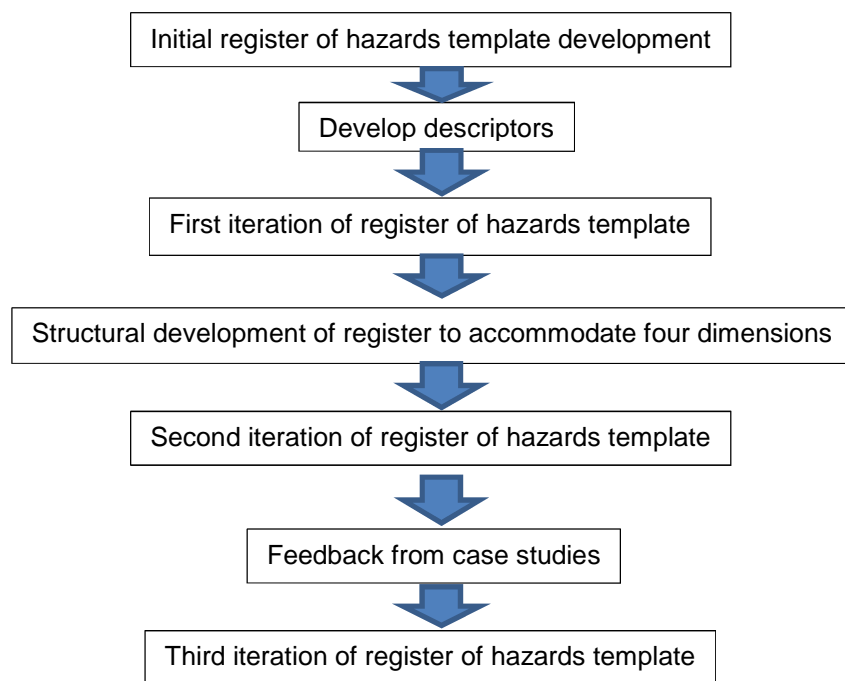 Initial register of hazards template development
Develop descriptors
First iteration of register of hazards template
Structural development of register to accommodate four dimensions
Second iteration of register of hazards template
Feedback from case studies
Third iteration of register of hazards template